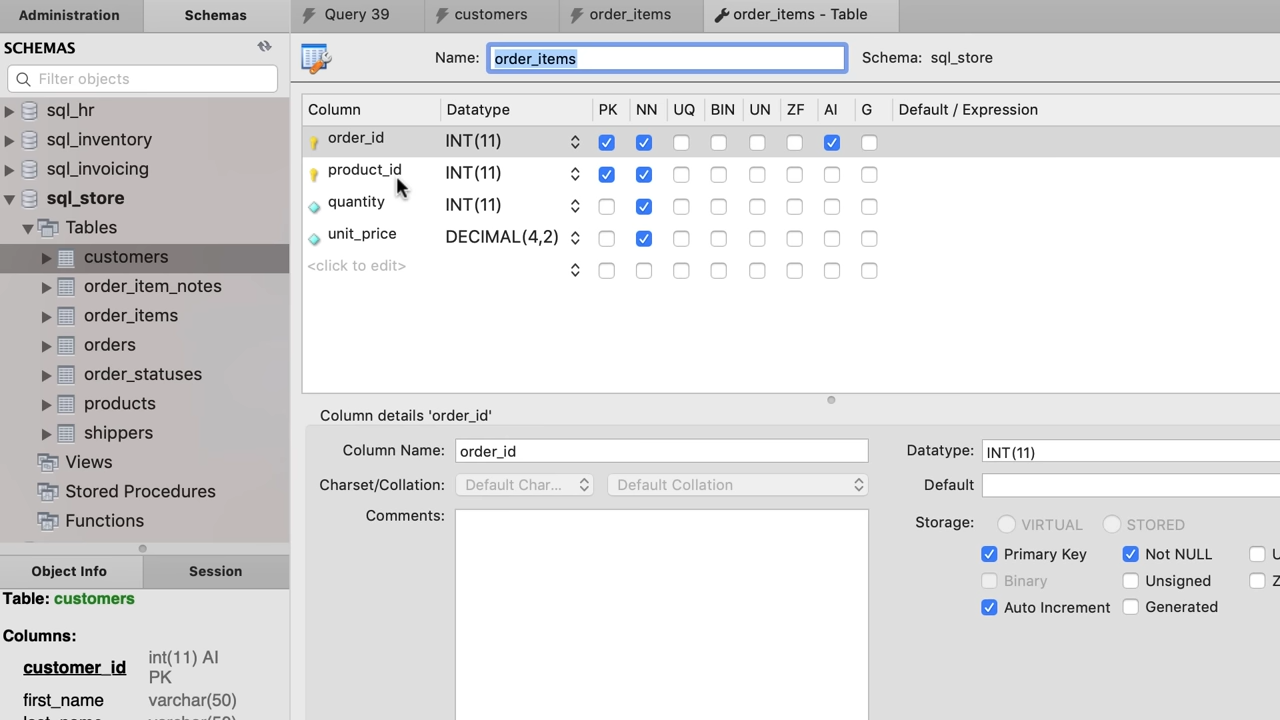 Administration
Schemas
Query 39
customers
order_items
order_items - Table
SCHEMAS
Filter objects
sql_hr
sql_inventory
sql_invoicing
sql_store
Tables
customers
order_item_notes
order_items
orders
order_statuses
products
shippers
Views
Stored Procedures
Functions
Object Info
Session
Table: customers
Columns:
customer_id
int(11) AI
PK
first_name
varchar(50)
Name:
order_items
Schema: sql_store
Column
Datatype
PK
NN
UQ
BIN
UN
ZF
AI
G
Default / Expression
order_id
INT(11)
product_id
INT(11)
quantity
INT(11)
unit_price
DECIMAL(4,2)
<click to edit>
Column details 'order_id'
Column Name:
order_id
Datatype:
INT(11)
Charset/Collation:
Default Char...
Default Collation
Default
Comments:
Storage:
VIRTUAL
STORED
Primary Key
Not NULL
U
Binary
Unsigned
Z
Auto Increment
Generated